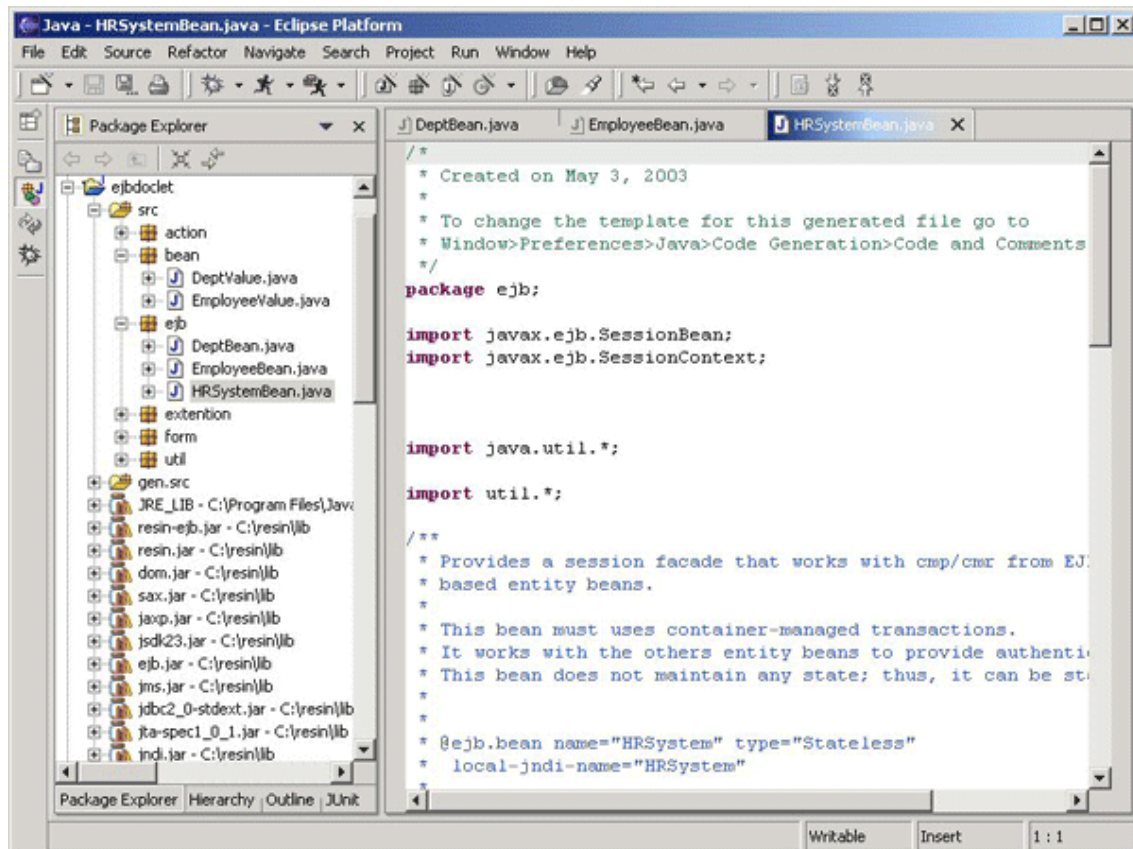 Java - HRSystemBean.java - Eclipse Platform
File Edit Source Refactor Navigate Search Project Run Window Help
Package Explorer
ejbdoclet
src
action
bean
DeptValue.java
EmployeeValue.java
ejb
DeptBean.java
EmployeeBean.java
HRSystemBean.java
extention
form
util
gen.src
JRE_LIB - C:\Program Files\Java
resin-ejb.jar - C:\resin\lib
resin.jar - C:\resin\lib
dom.jar - C:\resin\lib
sax.jar - C:\resin\lib
jaxp.jar - C:\resin\lib
jsdk23.jar - C:\resin\lib
ejb.jar - C:\resin\lib
jms.jar - C:\resin\lib
jdbc2_0-stdext.jar - C:\resin\lib
jta-spec1_0_1.jar - C:\resin\lib
jndi.jar - C:\resin\lib
Package Explorer Hierarchy Outline JUnit
DeptBean.java EmployeeBean.java HRSystemBean.java
/*
* Created on May 3, 2003
*
* To change the template for this generated file go to
* Window>Preferences>Java>Code Generation>Code and Comments
*/
package ejb;
import javax.ejb.SessionBean;
import javax.ejb.SessionContext;
import java.util.*;
import util.*;
/**
* Provides a session facade that works with cmp/cmr from EJ
* based entity beans.
*
* This bean must uses container-managed transactions.
* It works with the others entity beans to provide authenti
* This bean does not maintain any state; thus, it can be st
*
*
* @ejb.bean name="HRSystem" type="Stateless"
* local-jndi-name="HRSystem"
*
Writable Insert 1 : 1